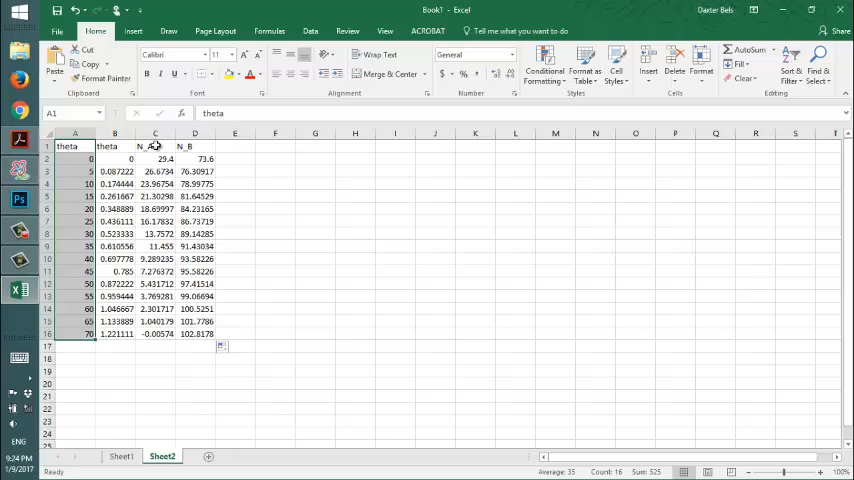 Book1 - Excel
Daxter Bels
File Home Insert Draw Page Layout Formulas Data Review View ACROBAT Tell me what you want to do Share
Cut
Copy
Format Painter
Paste
Clipboard
Calibri 11
B I U
Font
Wrap Text
Merge & Center
Alignment
General
$ % ,
Number
Conditional Formatting
Format as Table
Cell Styles
Styles
Insert
Delete
Format
Cells
AutoSum
Fill
Clear
Sort & Filter
Find & Select
Editing
A1 fx theta
A B C D E F G H I J K L M N O P Q R S T
1 theta theta N_A N_B
2 0 0 29.4 73.6
3 5 0.087222 26.6734 76.30917
4 10 0.174444 23.96754 78.99775
5 15 0.261667 21.30298 81.64529
6 20 0.348889 18.69997 84.23165
7 25 0.436111 16.17832 86.73719
8 30 0.523333 13.7572 89.14285
9 35 0.610556 11.455 91.43034
10 40 0.697778 9.289235 93.58226
11 45 0.785 7.276372 95.58226
12 50 0.872222 5.431712 97.41514
13 55 0.959444 3.769281 99.06694
14 60 1.046667 2.301717 100.5251
15 65 1.133889 1.040179 101.7786
16 70 1.221111 -0.00574 102.8178
17
18
19
20
21
22
23
24
25
Sheet1 Sheet2
Ready
Average: 35 Count: 16 Sum: 525
100%
ENG
9:24 PM
1/9/2017